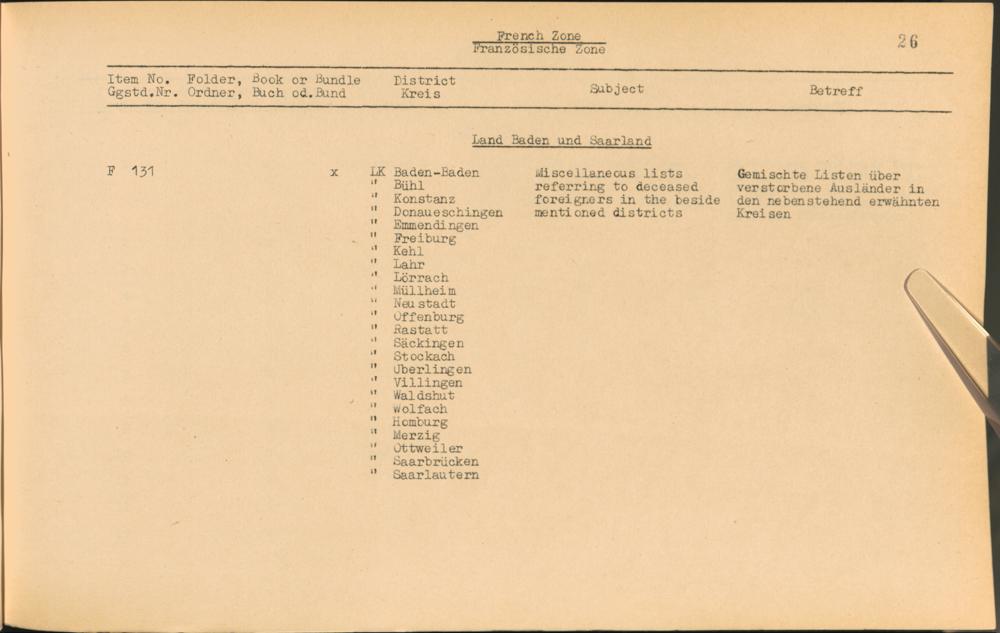 French Zone
Französische Zone
26
Item No. Folder, Book or Bundle District Subject Betreff
Ggstd.Nr. Ordner, Buch od.Bund Kreis
Land Baden und Saarland
F 131 x LK Baden-Baden Miscellaneous lists Gemischte Listen über
" Bühl referring to deceased verstorbene Ausländer in
" Konstanz foreigners in the beside den nebenstehend erwähnten
" Donaueschingen mentioned districts Kreisen
" Emmendingen
" Freiburg
" Kehl
" Lahr
" Lörrach
" Müllheim
" Neustadt
" Offenburg
" Rastatt
" Säckingen
" Stockach
" Überlingen
" Villingen
" Waldshut
" Wolfach
" Homburg
" Merzig
" Ottweiler
" Saarbrücken
" Saarlautern